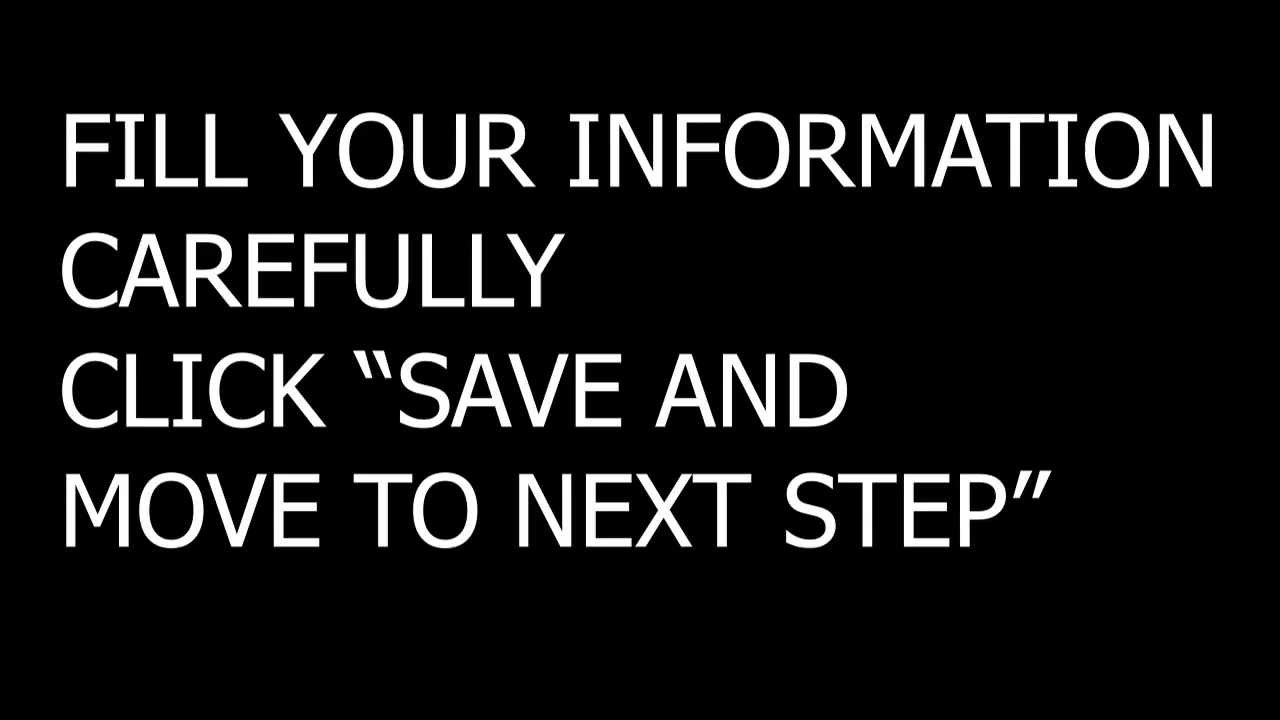 FILL YOUR INFORMATION
CAREFULLY
CLICK “SAVE AND
MOVE TO NEXT STEP”